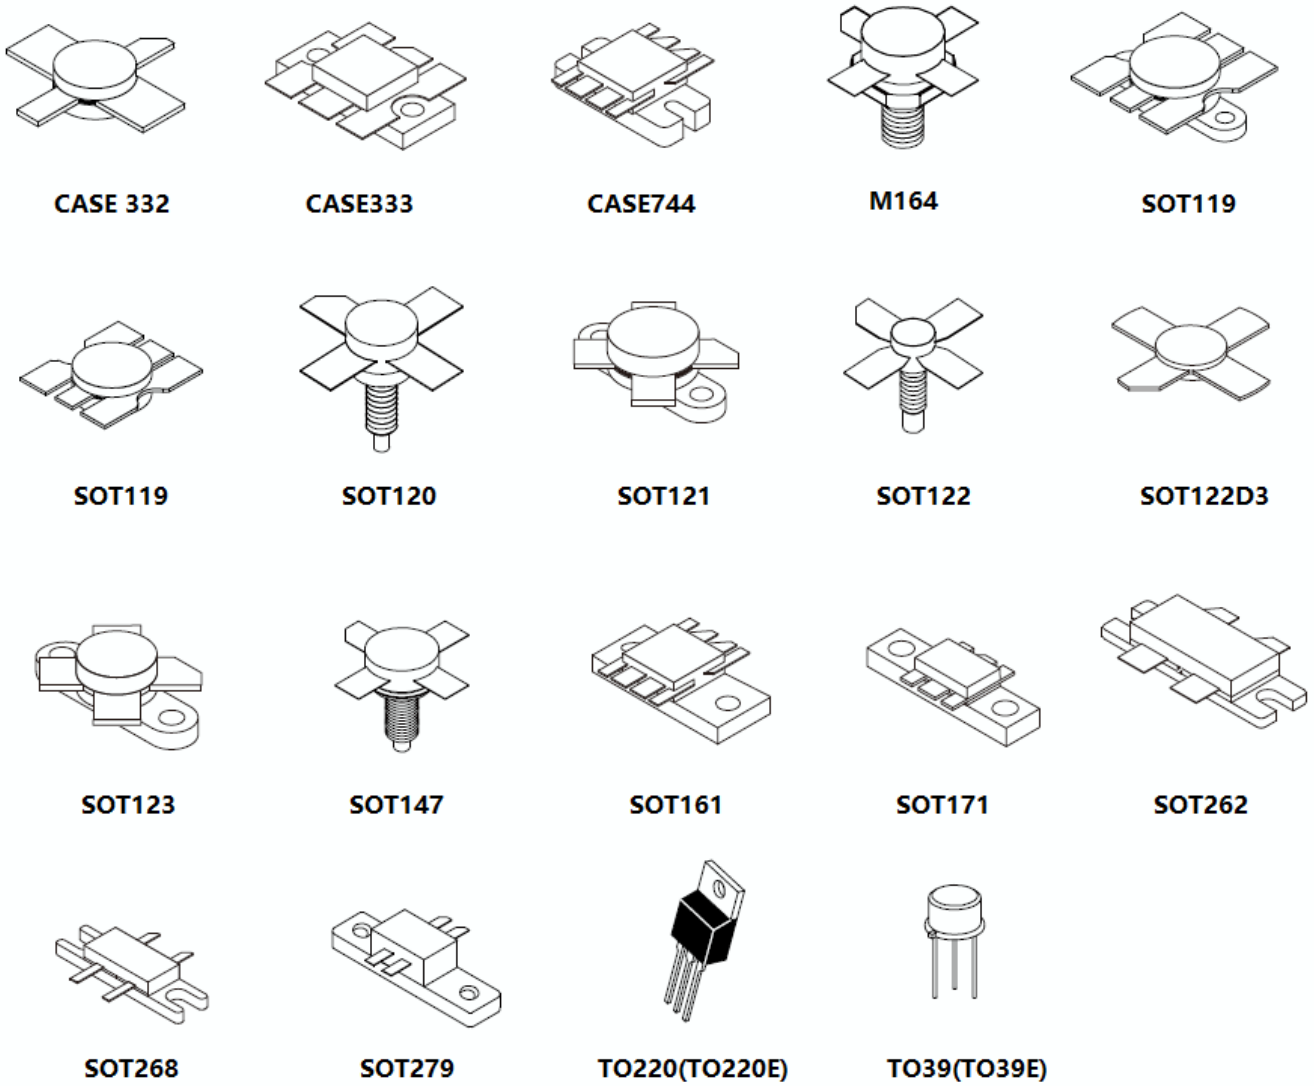 CASE 332
CASE333
CASE744
M164
SOT119
SOT119
SOT120
SOT121
SOT122
SOT122D3
SOT123
SOT147
SOT161
SOT171
SOT262
SOT268
SOT279
TO220(TO220E)
TO39(TO39E)